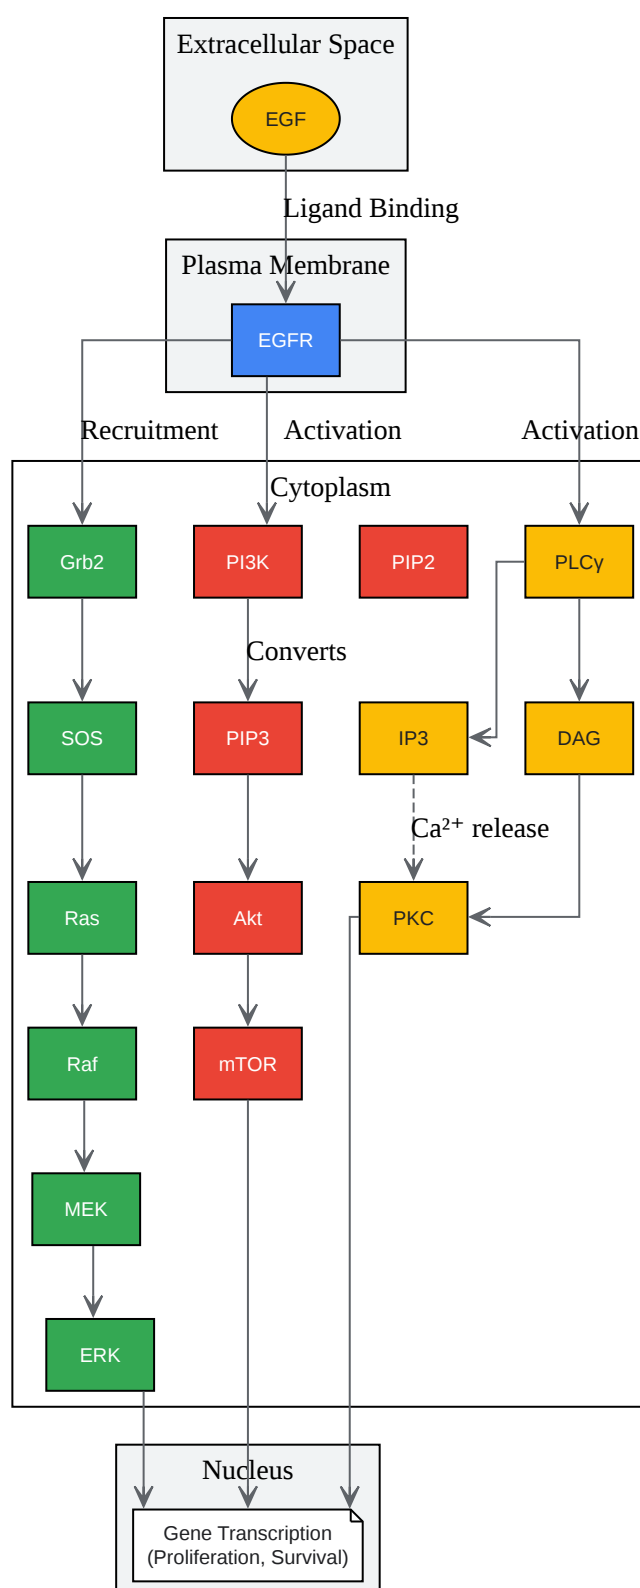 Extracellular Space
EGF
Ligand Binding
Plasma Membrane
EGFR
Recruitment
Activation
Activation
Cytoplasm
Grb2
PI3K
PIP2
PLCγ
Converts
SOS
PIP3
IP3
DAG
Ca²⁺ release
Ras
Akt
PKC
Raf
mTOR
MEK
ERK
Nucleus
Gene Transcription
(Proliferation, Survival)